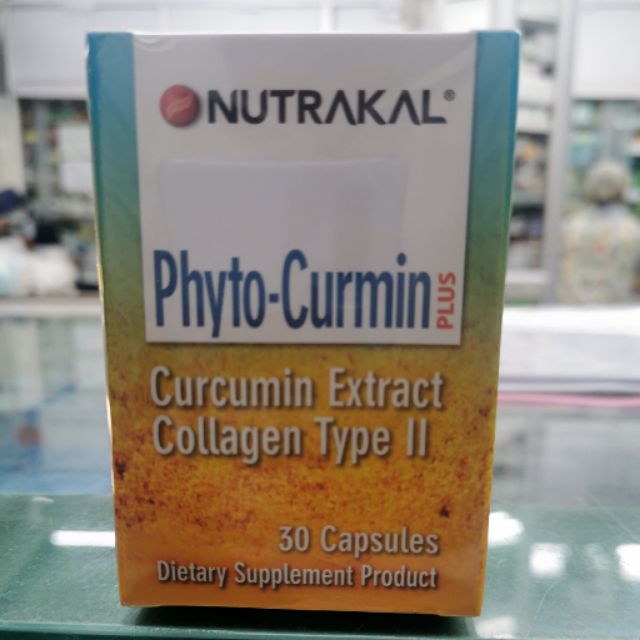 NUTRAKAL®
Phyto-Curmin PLUS
Curcumin Extract
Collagen Type II
30 Capsules
Dietary Supplement Product